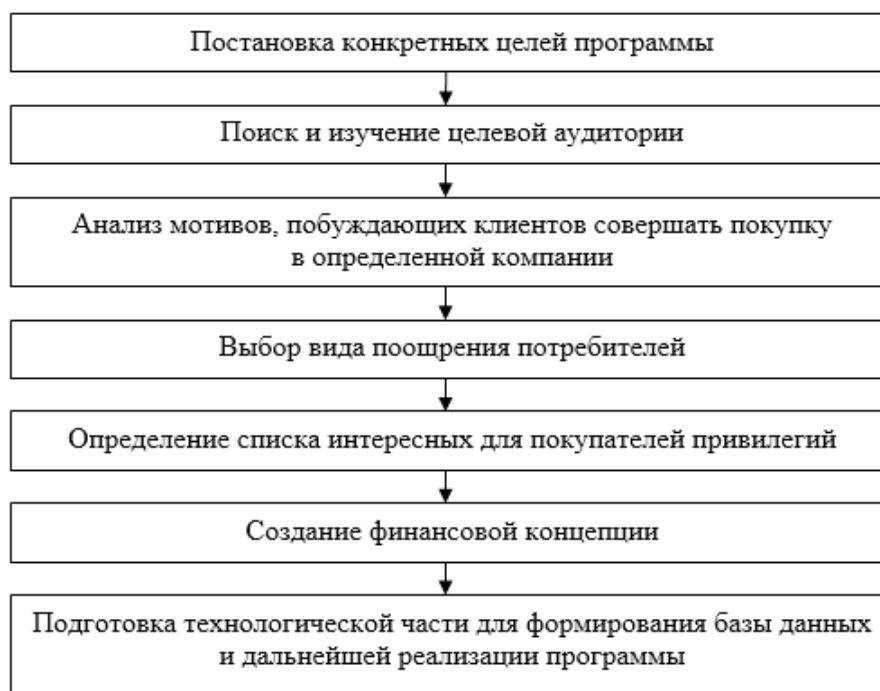 Постановка конкретных целей программы
Поиск и изучение целевой аудитории
Анализ мотивов, побуждающих клиентов совершать покупку
в определенной компании
Выбор вида поощрения потребителей
Определение списка интересных для покупателей привилегий
Создание финансовой концепции
Подготовка технологической части для формирования базы данных
и дальнейшей реализации программы